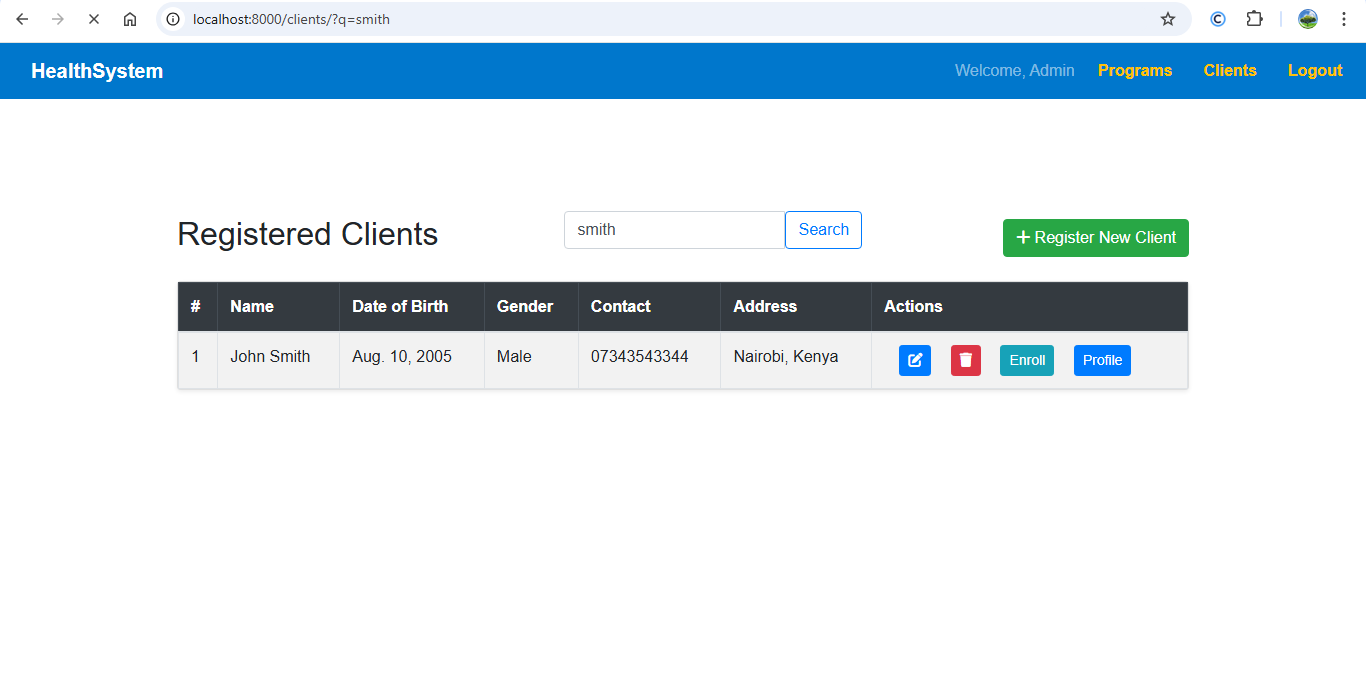 localhost:8000/clients/?q=smith
HealthSystem Welcome, Admin Programs Clients Logout
Registered Clients smith Search + Register New Client
# Name Date of Birth Gender Contact Address Actions
1 John Smith Aug. 10, 2005 Male 07343543344 Nairobi, Kenya Enroll Profile